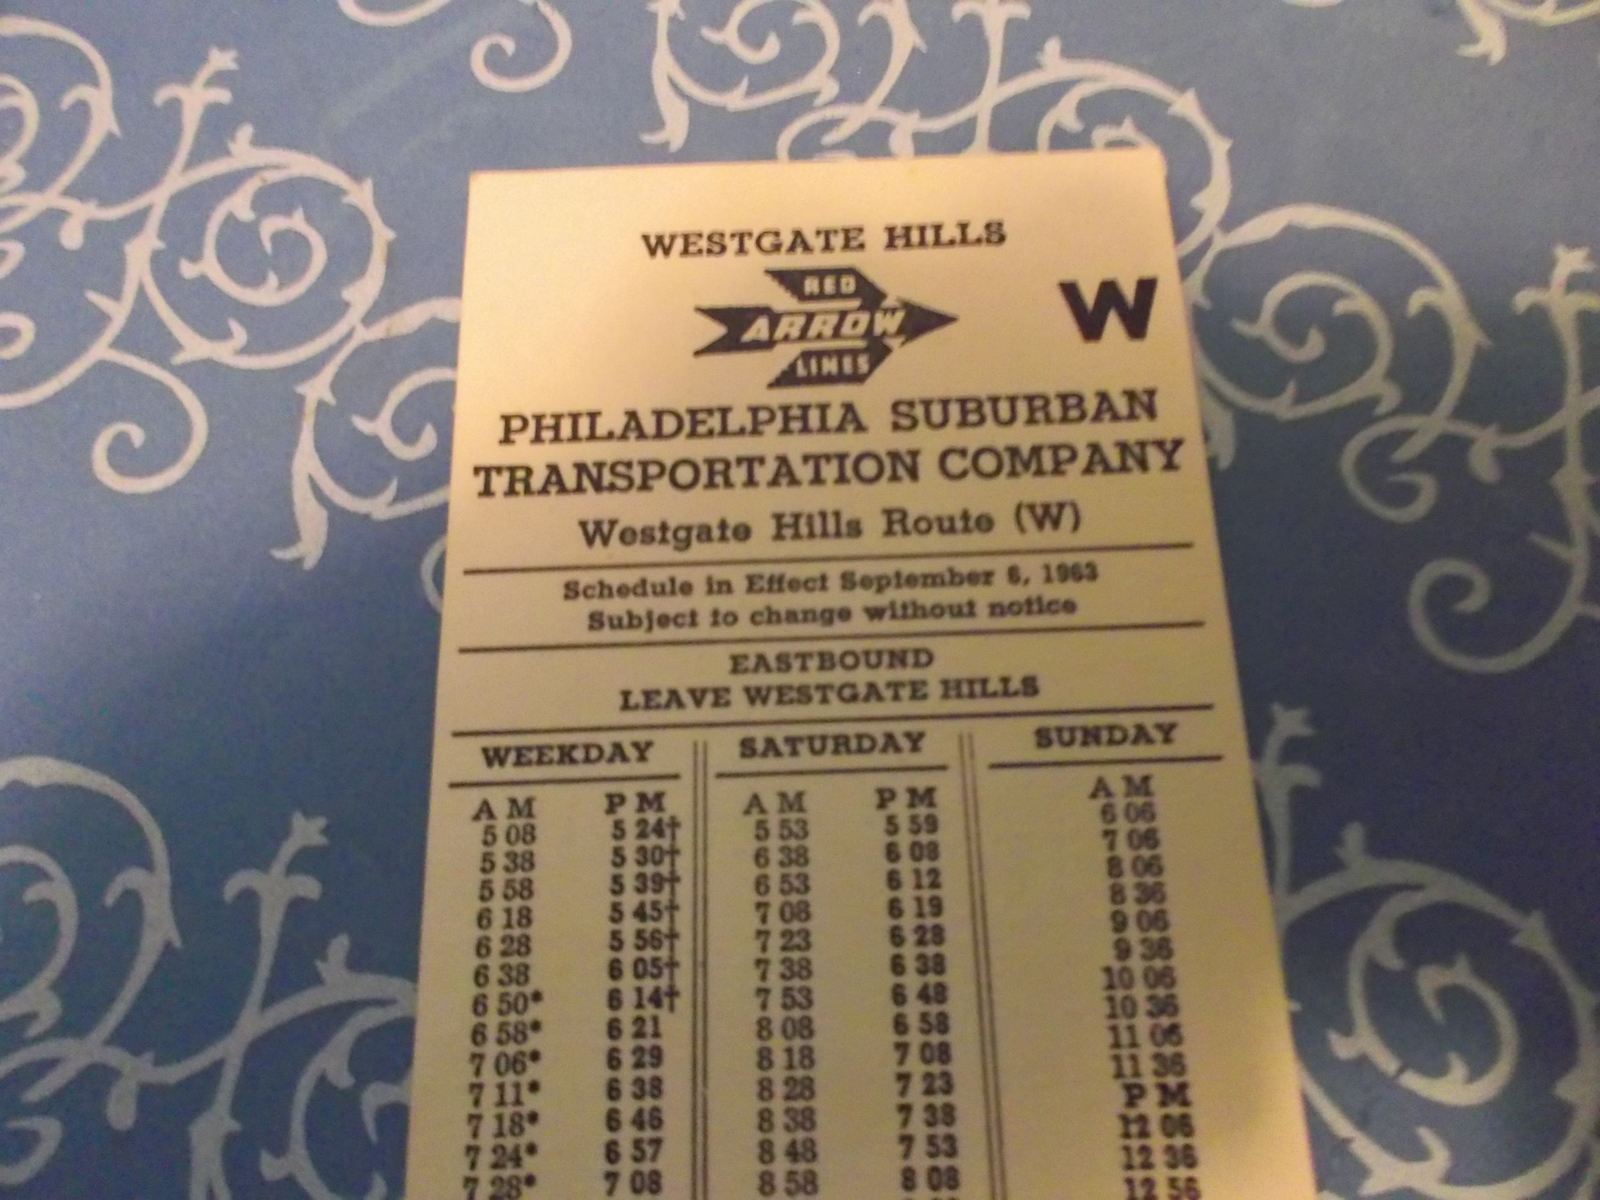 WESTGATE HILLS
RED
ARROW
LINES
W
PHILADELPHIA SUBURBAN
TRANSPORTATION COMPANY
Westgate Hills Route (W)
Schedule in Effect September 6, 1963
Subject to change without notice
EASTBOUND
LEAVE WESTGATE HILLS
WEEKDAY SATURDAY SUNDAY
A M P M A M P M A M
5 08 5 24† 5 53 5 59 6 06
5 38 5 30† 6 38 6 08 7 06
5 58 5 39† 6 53 6 12 8 06
6 18 5 45† 7 08 6 19 8 36
6 28 5 56† 7 23 6 28 9 06
6 38 6 05† 7 38 6 38 9 36
6 50* 6 14† 7 53 6 48 10 06
6 58* 6 21 8 08 6 58 10 36
7 06* 6 29 8 18 7 08 11 06
7 11* 6 38 8 28 7 23 11 36
7 18* 6 46 8 38 7 38 P M
7 24* 6 57 8 48 7 53 12 06
7 28* 7 08 8 58 8 08 12 36
12 56